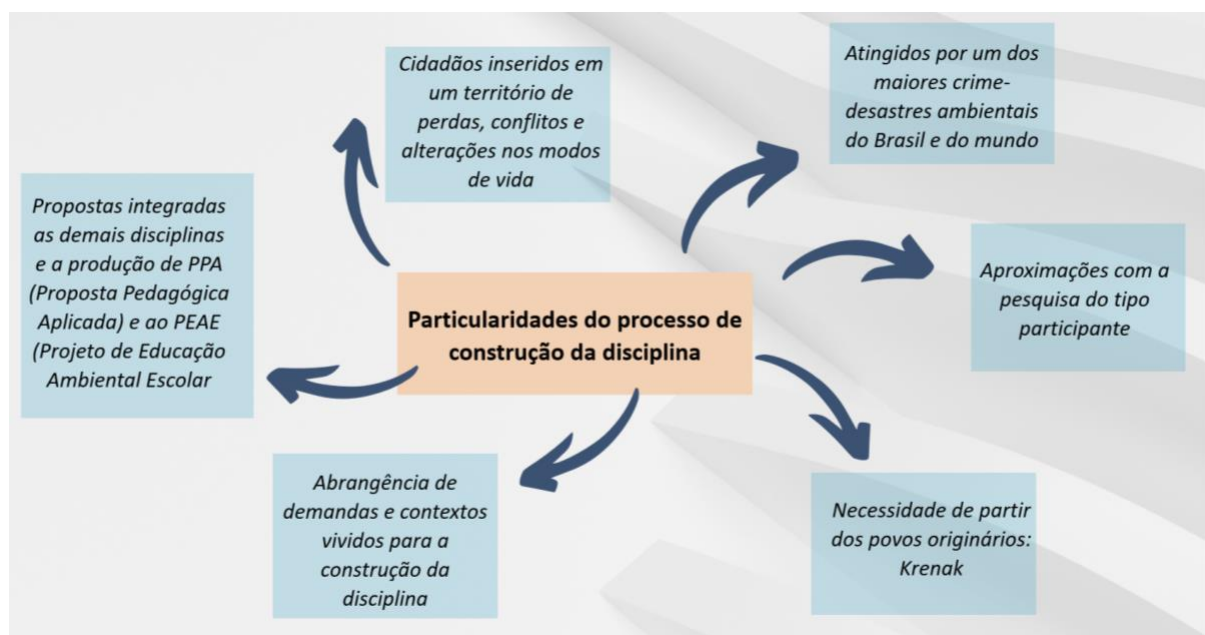 Cidadãos inseridos em
um território de
perdas, conflitos e
alterações nos modos
de vida
Atingidos por um dos
maiores crime-
desastres ambientais
do Brasil e do mundo
Propostas integradas
as demais disciplinas
e a produção de PPA
(Proposta Pedagógica
Aplicada) e ao PEAE
(Projeto de Educação
Ambiental Escolar
Particularidades do processo de
construção da disciplina
Aproximações com a
pesquisa do tipo
participante
Abrangência de
demandas e contextos
vividos para a
construção da
disciplina
Necessidade de partir
dos povos originários:
Krenak